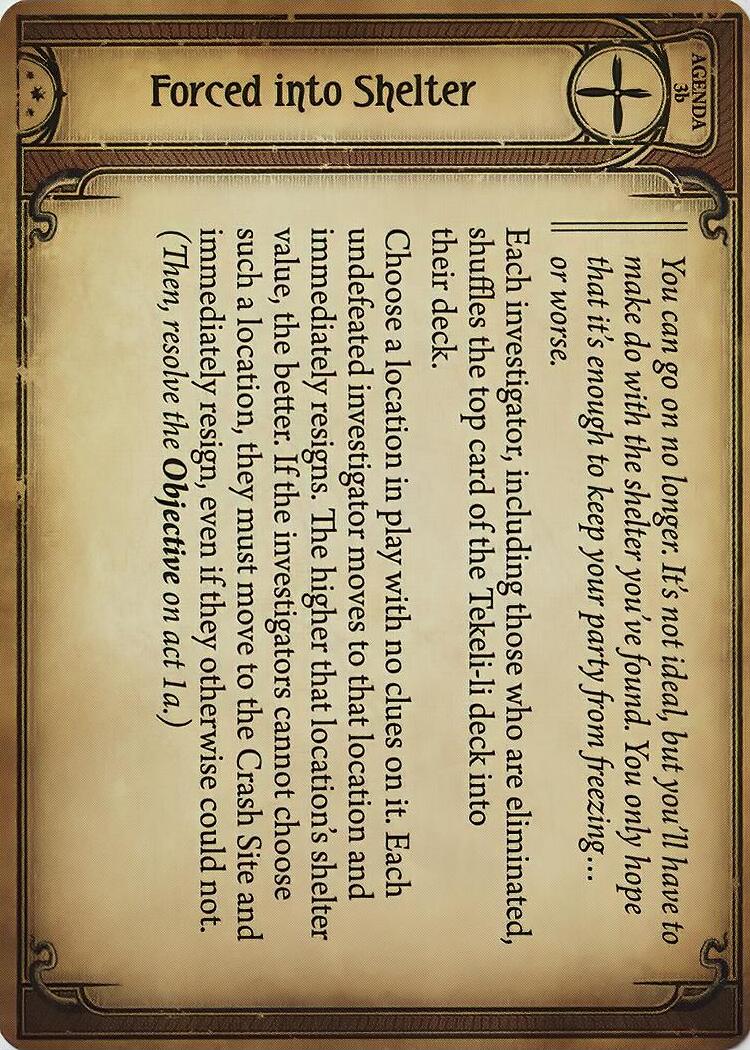 AGENDA
3b
Forced into Shelter
You can go on no longer. It's not ideal, but you'll have to
make do with the shelter you've found. You only hope
that it's enough to keep your party from freezing…
or worse.
Each investigator, including those who are eliminated,
shuffles the top card of the Tekeli-li deck into
their deck.
Choose a location in play with no clues on it. Each
undefeated investigator moves to that location and
immediately resigns. The higher that location's shelter
value, the better. If the investigators cannot choose
such a location, they must move to the Crash Site and
immediately resign, even if they otherwise could not.
(Then, resolve the Objective on act 1a.)